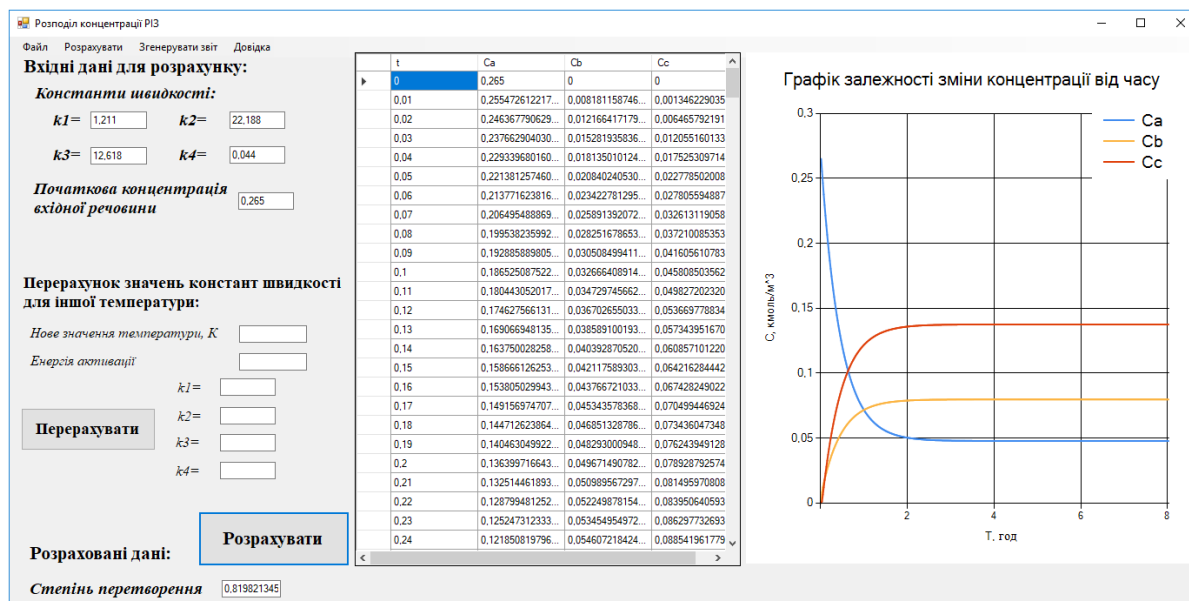 Розподіл концентрації РІЗ
Файл Розрахувати Згенерувати звіт Довідка
Вхідні дані для розрахунку:
Константи швидкості:
k1= 1,211 k2= 22,188
k3= 12,618 k4= 0,044
Початкова концентрація
вхідної речовини 0,265
Перерахунок значень констант швидкості
для іншої температури:
Нове значення температури, К
Енергія активації
k1=
k2=
Перерахувати
k3=
k4=
Розрахувати
Розраховані дані:
Степінь перетворення 0,819821345
t Ca Cb Cc
0 0,265 0 0
0,01 0,255472612217... 0,008181158746... 0,001346229035
0,02 0,246367790629... 0,012166417179... 0,006465792191
0,03 0,237662904030... 0,015281935836... 0,012055160133
0,04 0,229339680160... 0,018135010124... 0,017525309714
0,05 0,221381257460... 0,020840240530... 0,022778502008
0,06 0,213771623816... 0,023422781295... 0,027805594887
0,07 0,206495488869... 0,025891392072... 0,032613119058
0,08 0,199538235992... 0,028251678653... 0,037210085353
0,09 0,192885889805... 0,030508499411... 0,041605610783
0,1 0,186525087522... 0,032666408914... 0,045808503562
0,11 0,180443052017... 0,034729745662... 0,049827202320
0,12 0,174627566131... 0,036702655033... 0,053669778834
0,13 0,169066948135... 0,038589100193... 0,057343951670
0,14 0,163750028258... 0,040392870520... 0,060857101220
0,15 0,158666126253... 0,042117589303... 0,064216284442
0,16 0,153805029943... 0,043766721033... 0,067428249022
0,17 0,149156974707... 0,045343578368... 0,070499446924
0,18 0,144712623864... 0,046851328786... 0,073436047348
0,19 0,140463049922... 0,048293000948... 0,07624394912​8
0,2 0,136399716643... 0,049671490782... 0,078928792574
0,21 0,132514461893... 0,050989567297... 0,081495970808
0,22 0,128799481252... 0,052249878154... 0,083950640593
0,23 0,125247312333... 0,053454954972... 0,086297732693
0,24 0,121850819796... 0,054607218424... 0,088541961779
Графік залежності зміни концентрації від часу
Ca
Cb
Cc
0,3
0,25
0,2
0,15
0,1
0,05
0
C, кмоль/м^3
2 4 6 8
T, год